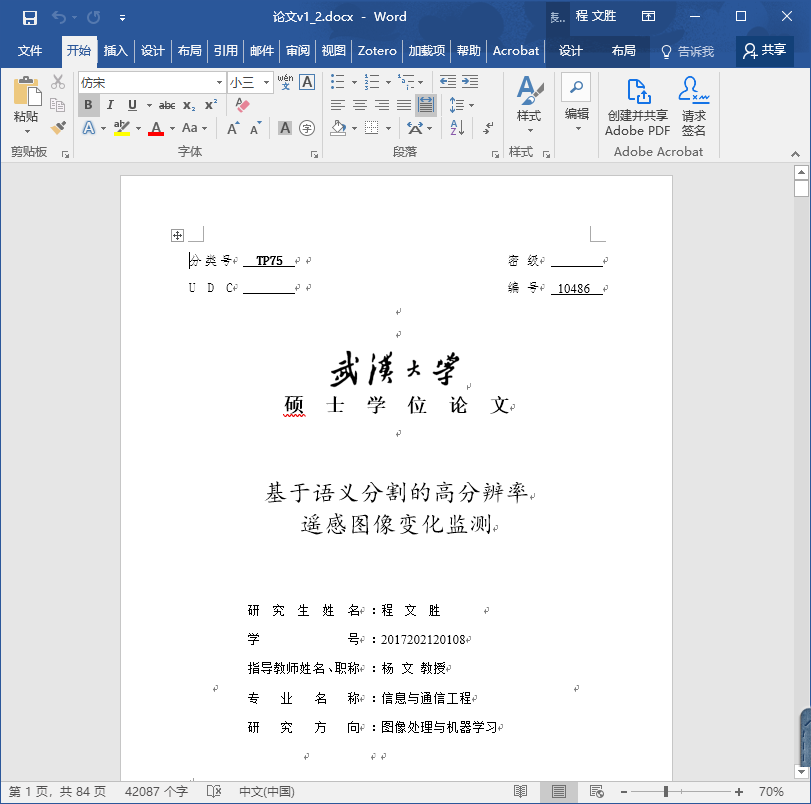 论文v1_2.docx - Word
表.. 程 文胜
文件 开始 插入 设计 布局 引用 邮件 审阅 视图 Zotero 加载项 帮助 Acrobat 设计 布局 告诉我 共享
仿宋 小三 wén 文 A
B I U abc x₂ x²
A aby A Aa A A A 字
粘贴 样式 编辑 创建并共享 请求
Adobe PDF 签名
剪贴板 字体 段落 样式 Adobe Acrobat
分类号 TP75 密 级
U D C 编 号 10486
武漢大学
硕 士 学 位 论 文
基于语义分割的高分辨率
遥感图像变化监测
研 究 生 姓 名：程 文 胜
学 号：2017202120108
指导教师姓名、职称：杨 文 教授
专 业 名 称：信息与通信工程
研 究 方 向：图像处理与机器学习
第 1 页，共 84 页 42087 个字 中文(中国) 70%